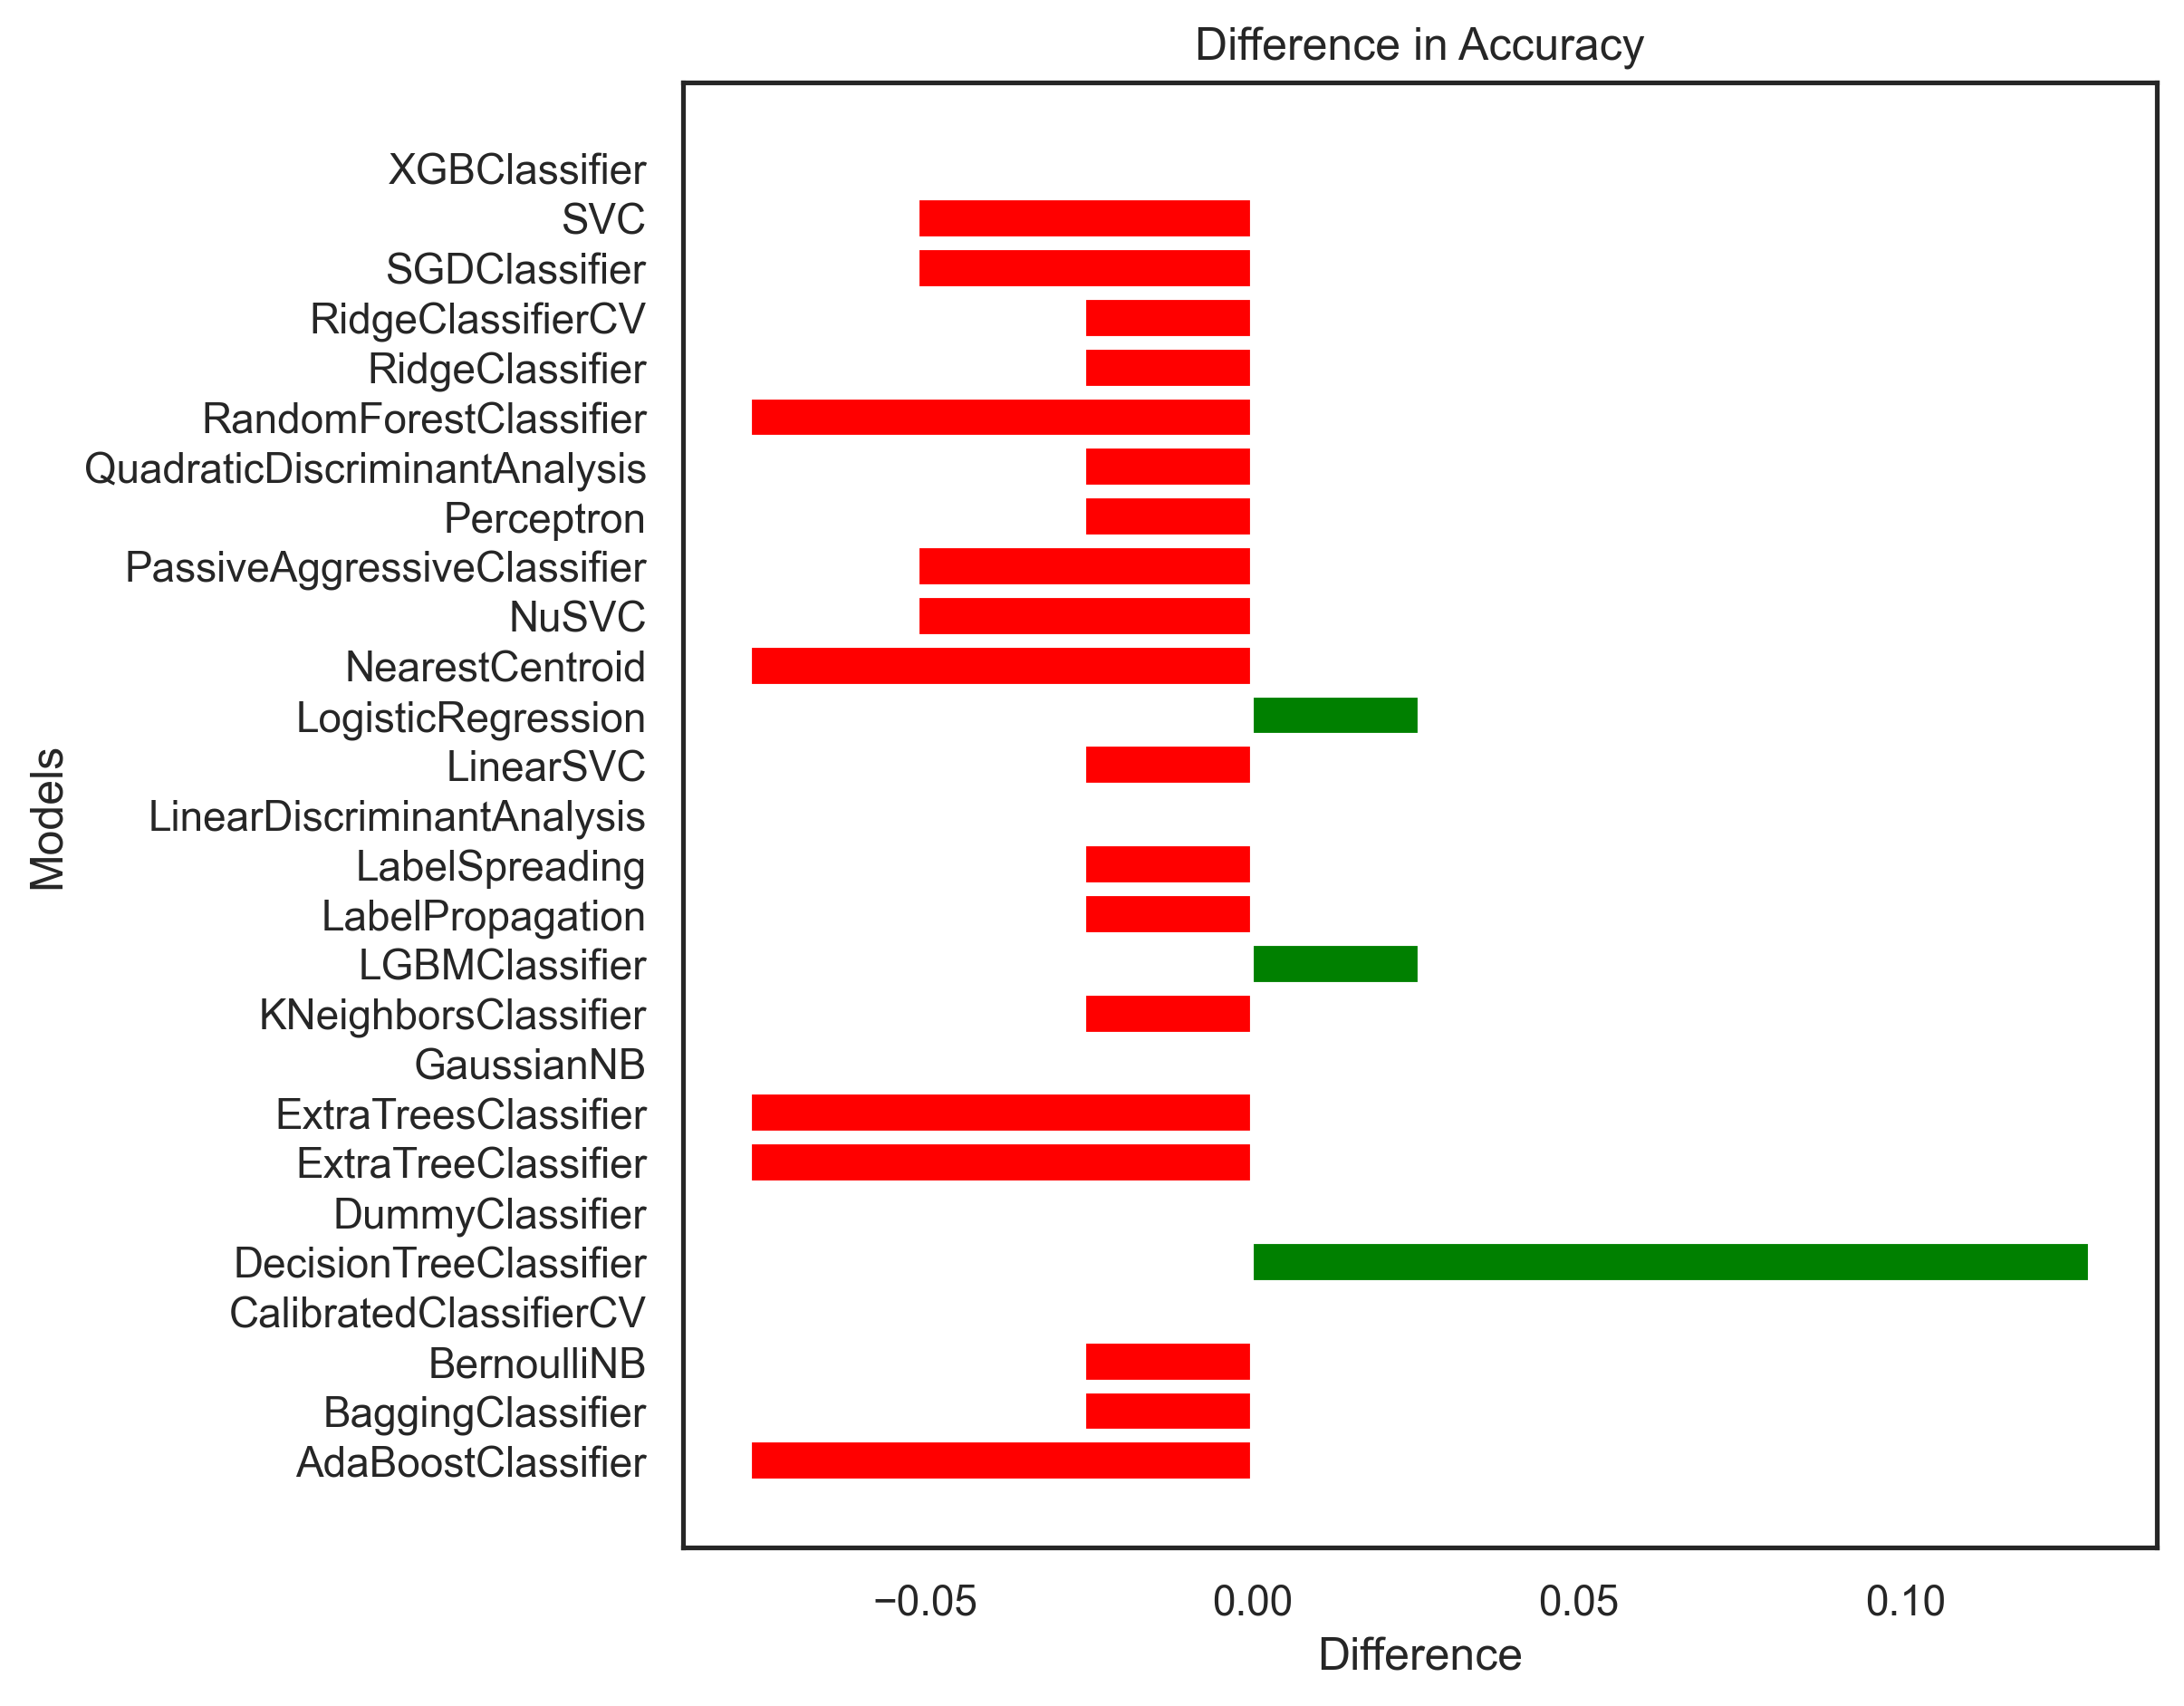 Difference in Accuracy
XGBClassifier
SVC
SGDClassifier
RidgeClassifierCV
RidgeClassifier
RandomForestClassifier
QuadraticDiscriminantAnalysis
Perceptron
PassiveAggressiveClassifier
NuSVC
NearestCentroid
LogisticRegression
LinearSVC
LinearDiscriminantAnalysis
LabelSpreading
LabelPropagation
LGBMClassifier
KNeighborsClassifier
GaussianNB
ExtraTreesClassifier
ExtraTreeClassifier
DummyClassifier
DecisionTreeClassifier
CalibratedClassifierCV
BernoulliNB
BaggingClassifier
AdaBoostClassifier
Models
−0.05 0.00 0.05 0.10
Difference